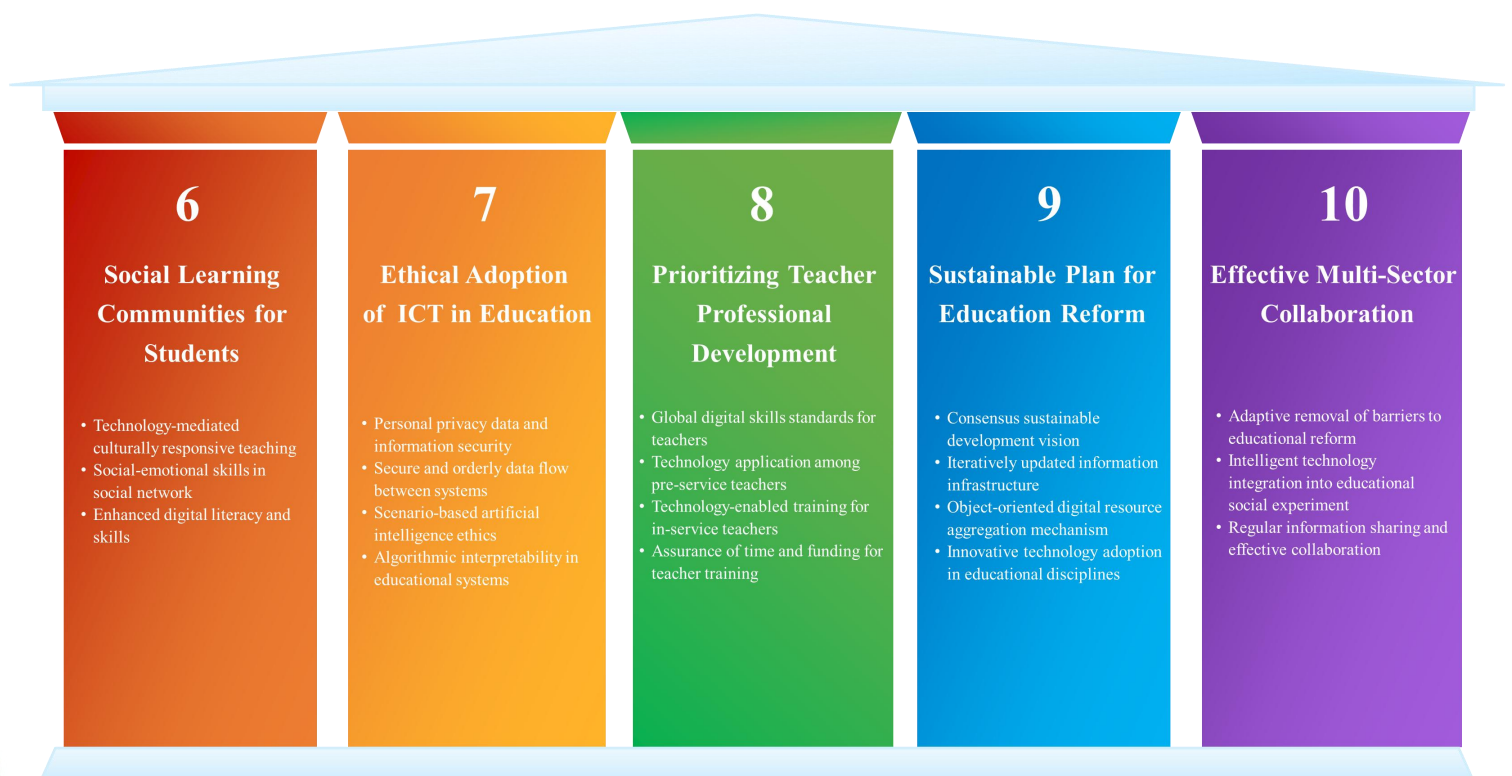 6
Social Learning
Communities for
Students
• Technology-mediated
culturally responsive teaching
• Social-emotional skills in
social network
• Enhanced digital literacy and
skills
7
Ethical Adoption
of ICT in Education
• Personal privacy data and
information security
• Secure and orderly data flow
between systems
• Scenario-based artificial
intelligence ethics
• Algorithmic interpretability in
educational systems
8
Prioritizing Teacher
Professional
Development
• Global digital skills standards for
teachers
• Technology application among
pre-service teachers
• Technology-enabled training for
in-service teachers
• Assurance of time and funding for
teacher training
9
Sustainable Plan for
Education Reform
• Consensus sustainable
development vision
• Iteratively updated information
infrastructure
• Object-oriented digital resource
aggregation mechanism
• Innovative technology adoption
in educational disciplines
10
Effective Multi-Sector
Collaboration
• Adaptive removal of barriers to
educational reform
• Intelligent technology
integration into educational
social experiment
• Regular information sharing and
effective collaboration